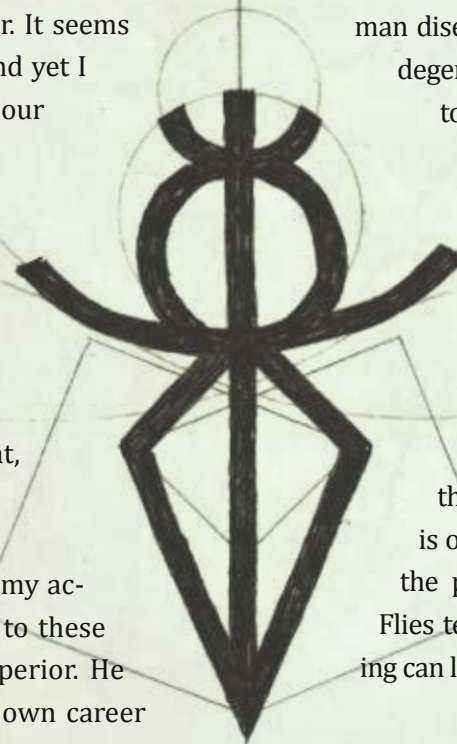 r. It seems
nd yet I
our
nt,
my ac-
to these
perior. He
own career
man dise
degen
to
th
is o
the p
Flies te
ing can l